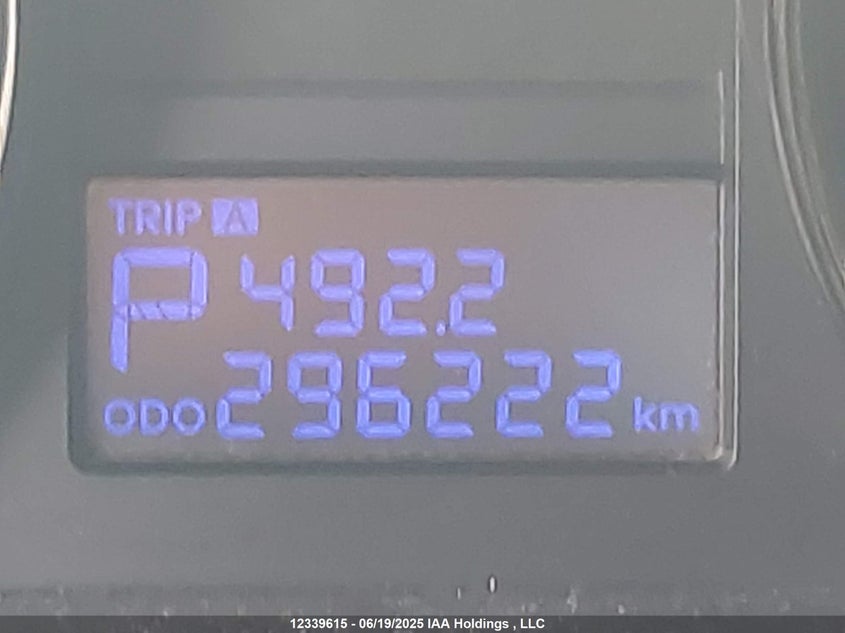 TRIP A
P 492.2
ODO 296222 km
12339615 - 06/19/2025 IAA Holdings , LLC